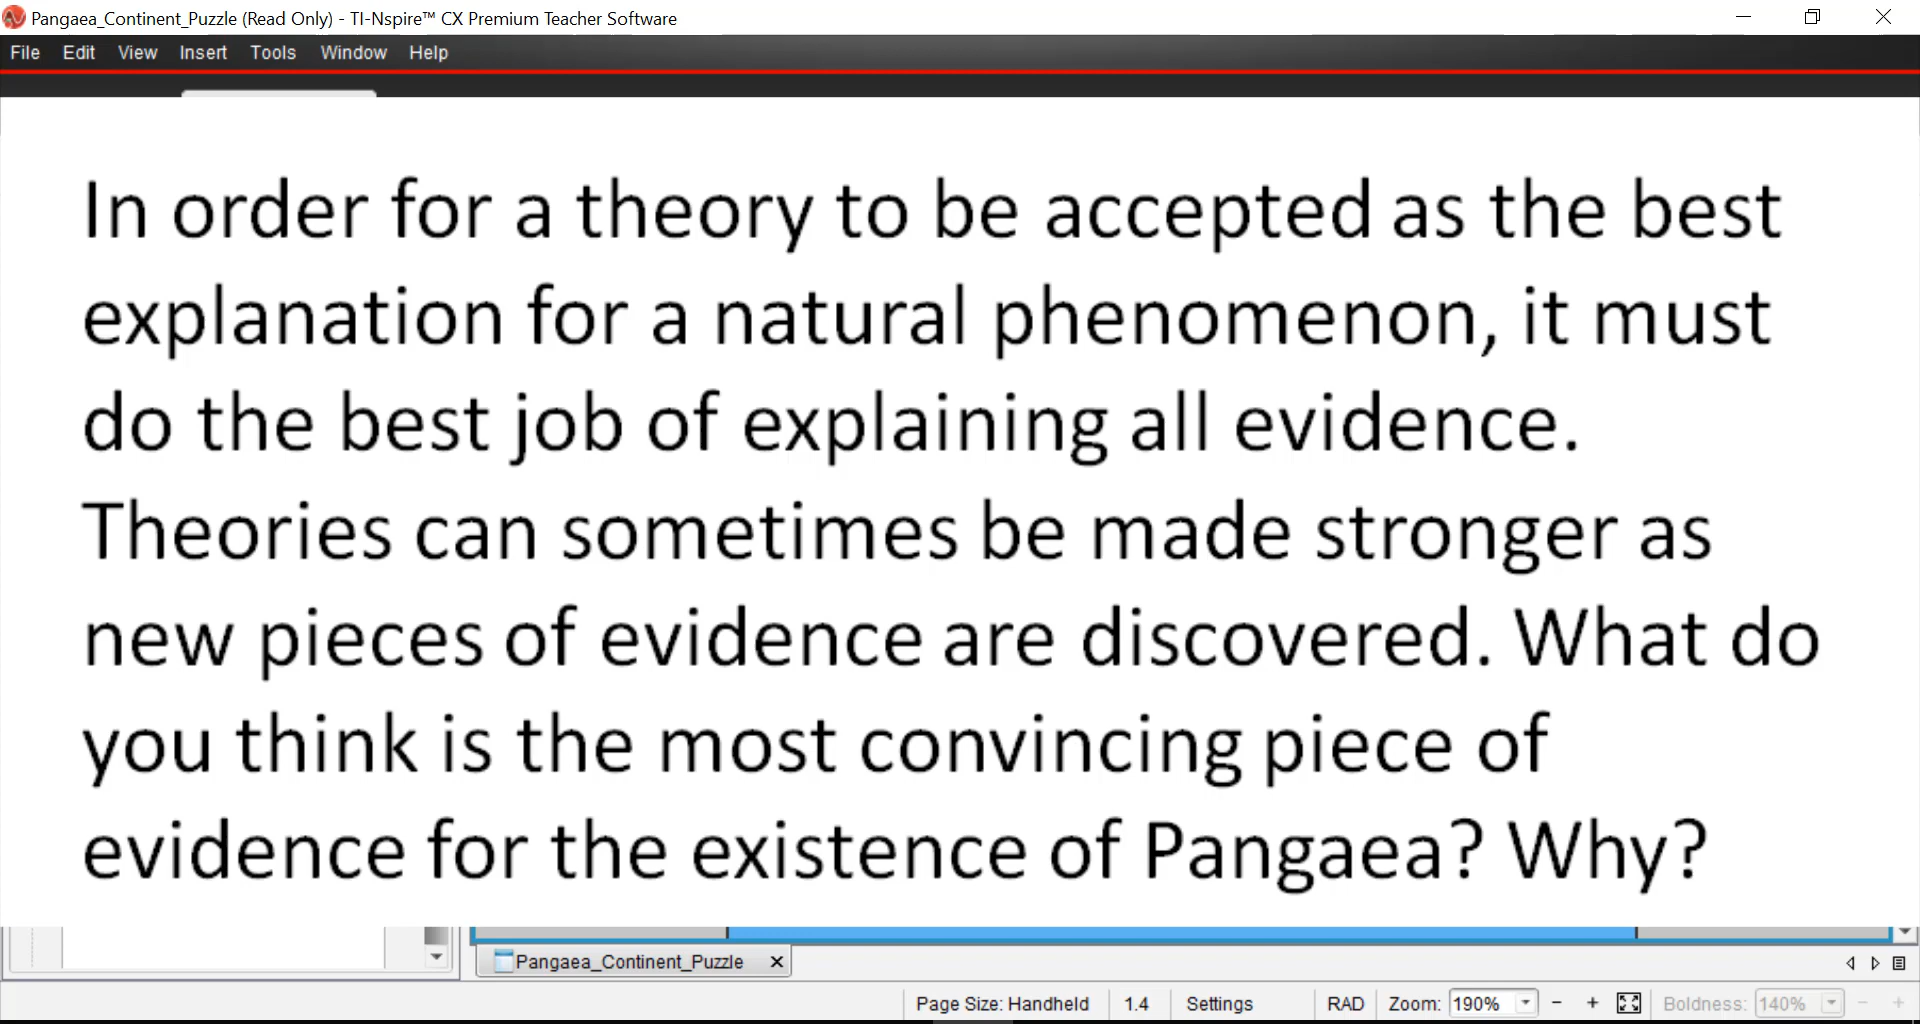 Pangaea_Continent_Puzzle (Read Only) - TI-Nspire™ CX Premium Teacher Software
File Edit View Insert Tools Window Help
In order for a theory to be accepted as the best
explanation for a natural phenomenon, it must
do the best job of explaining all evidence.
Theories can sometimes be made stronger as
new pieces of evidence are discovered. What do
you think is the most convincing piece of
evidence for the existence of Pangaea? Why?
Pangaea_Continent_Puzzle
Page Size: Handheld 1.4 Settings RAD Zoom: 190% - + Boldness: 140% - +